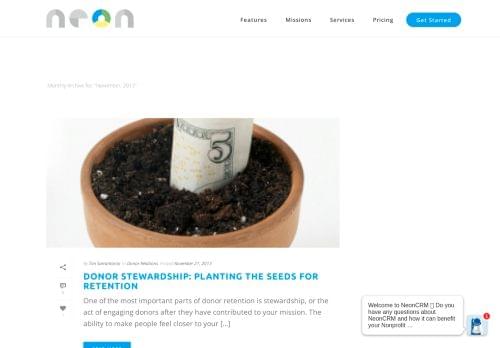 neon
Features
Missions
Services
Pricing
Get Started
Monthly Archive for: "November, 2013"
5
in Donor Relations Posted November 27, 2013
DONOR STEWARDSHIP: PLANTING THE SEEDS FOR
RETENTION
One of the most important parts of donor retention is stewardship, or the
act of engaging donors after they have contributed to your mission. The
ability to make people feel closer to your [...]
Welcome to NeonCRM ▯ Do you
have any questions about
NeonCRM and how it can benefit
your Nonprofit ...
1